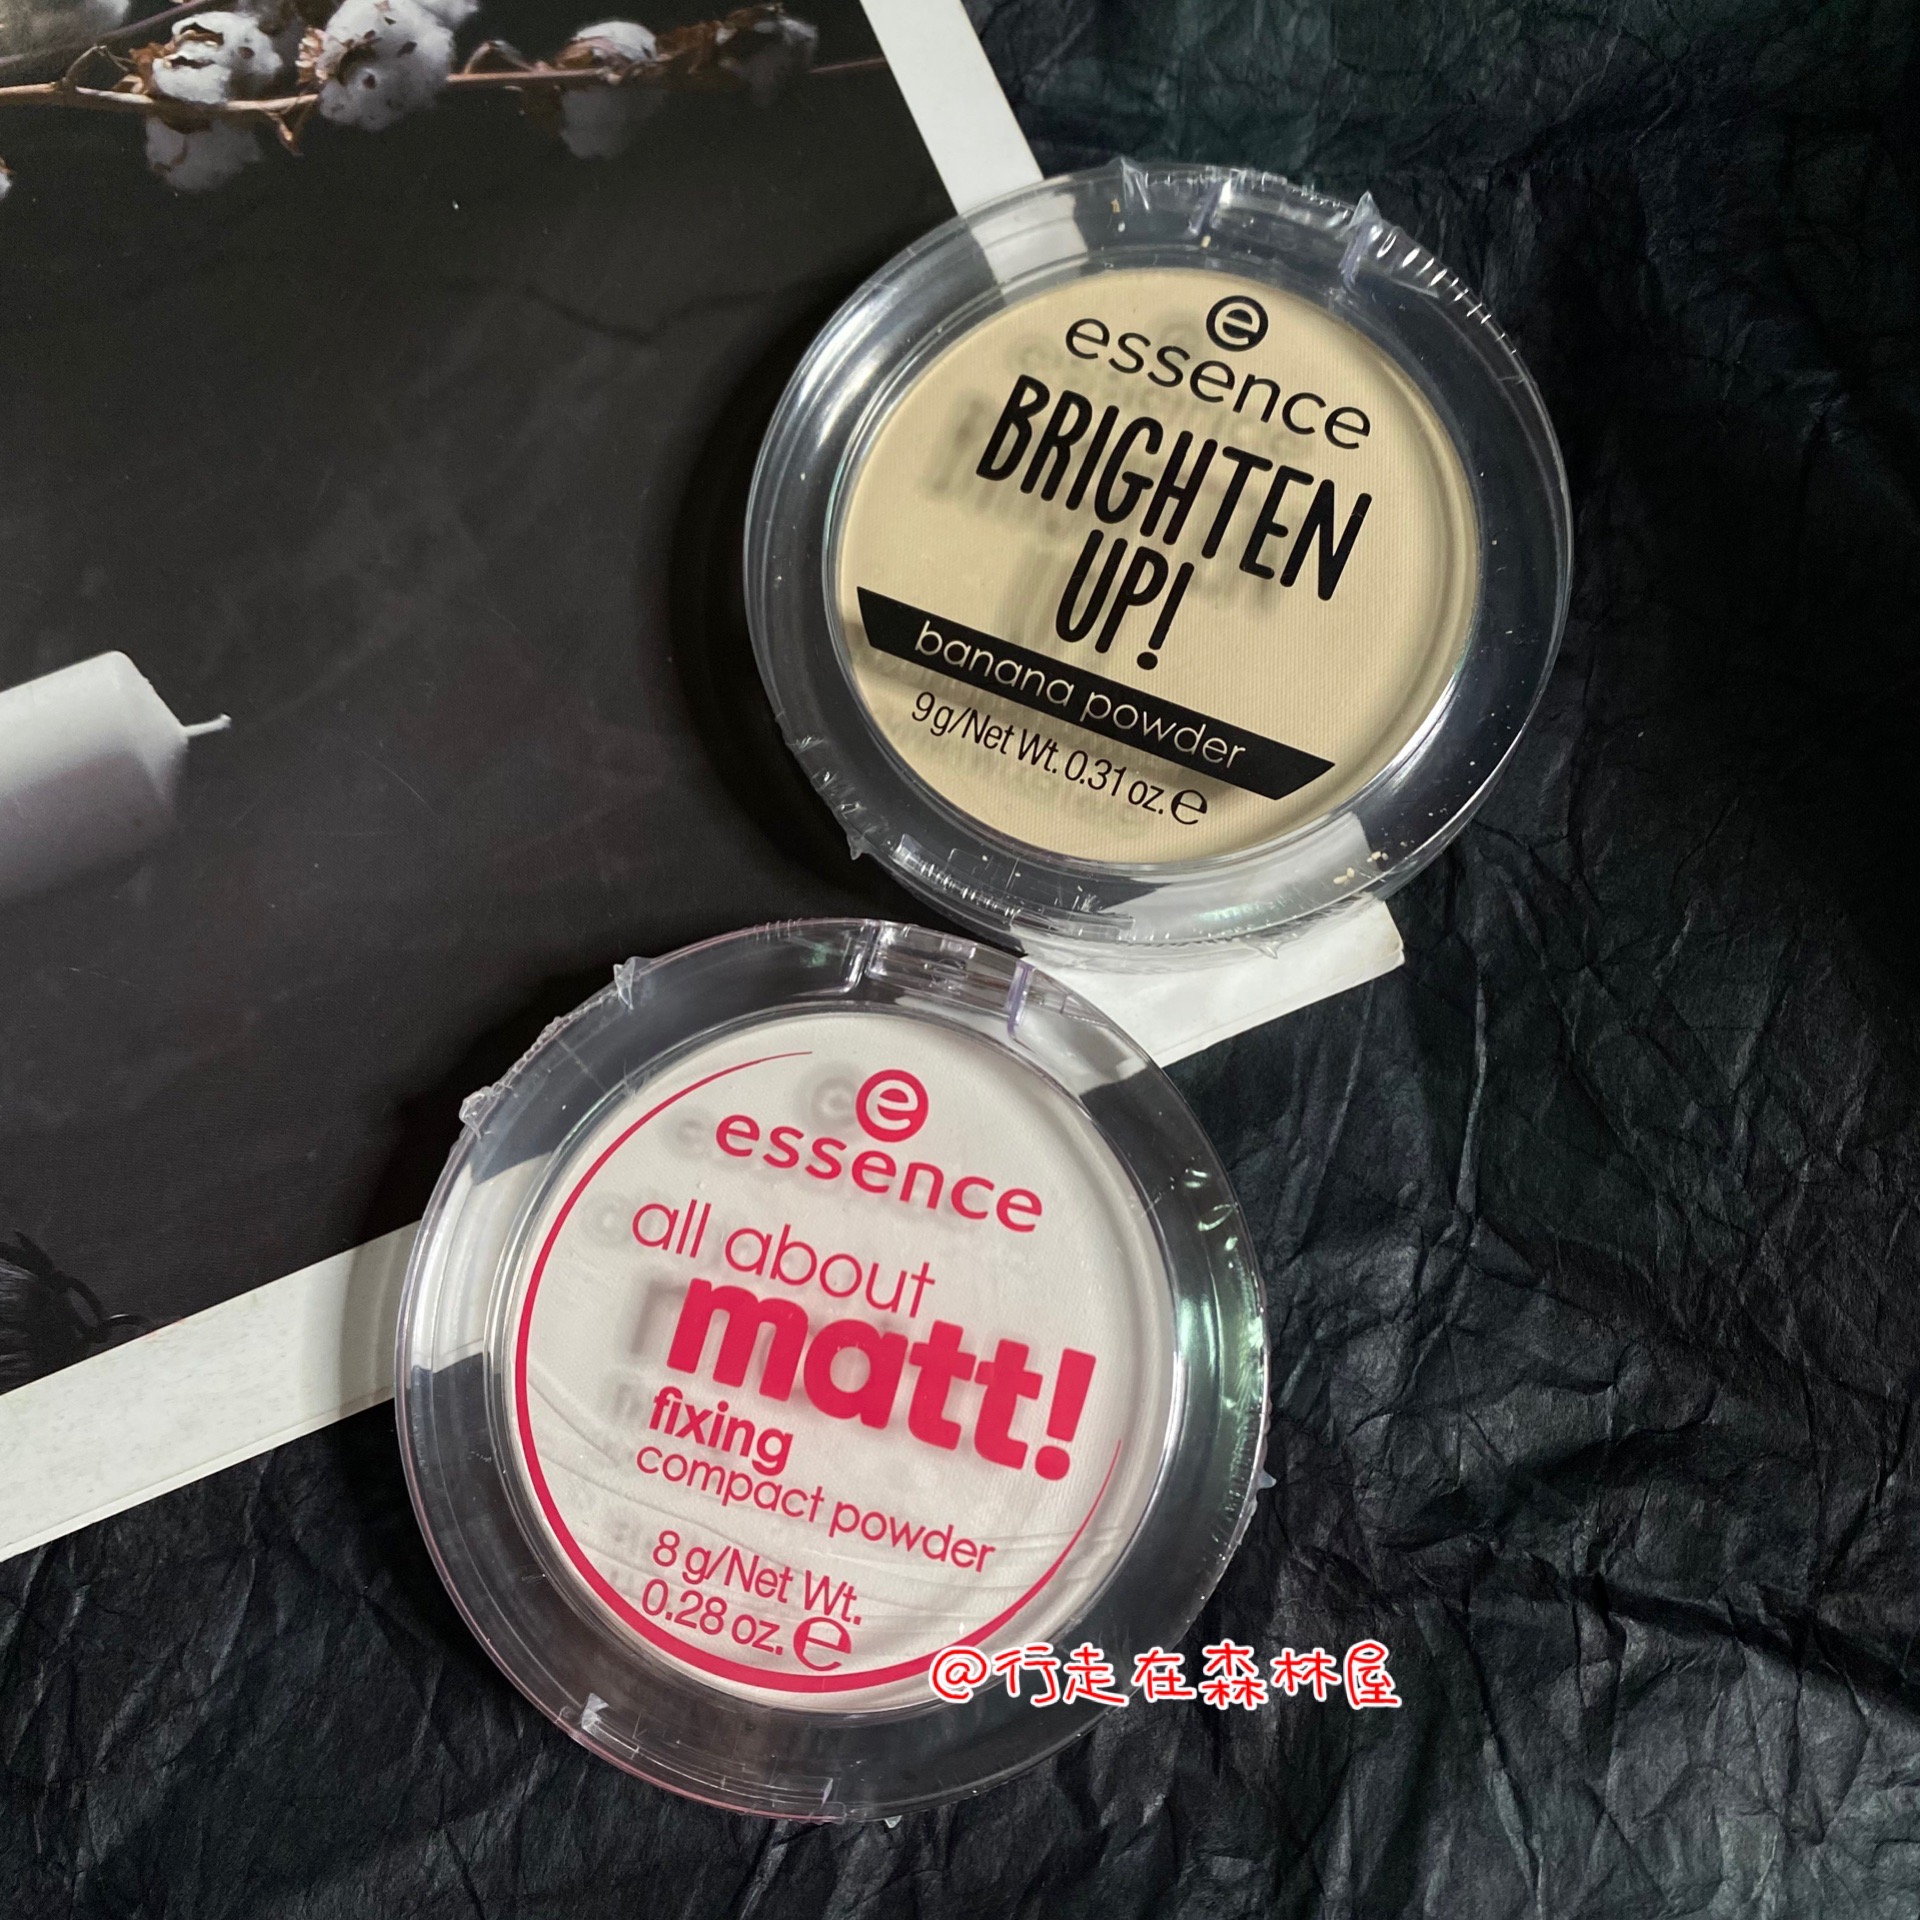 essence
BRIGHTEN
UP!
banana powder
9 g/Net Wt. 0.31 oz. ℮
essence
all about
matt!
fixing
compact powder
8 g/Net Wt.
0.28 oz. ℮
@行走在森林屋